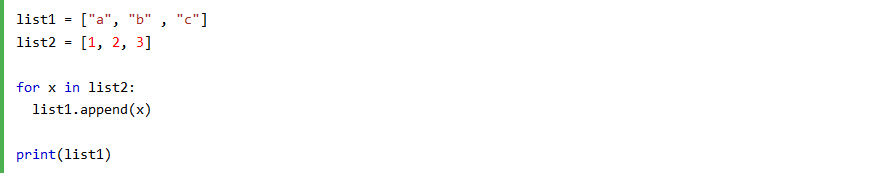 list1 = ["a", "b" , "c"]
list2 = [1, 2, 3]

for x in list2:
  list1.append(x)

print(list1)